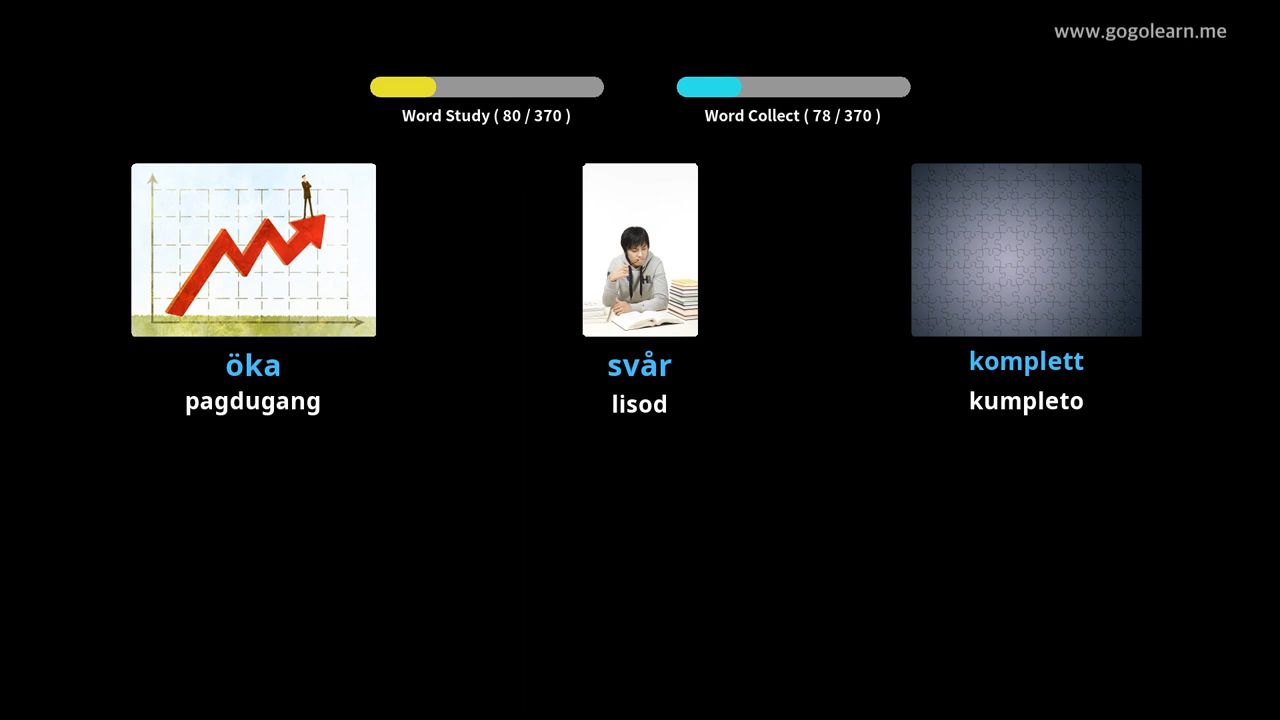 www.gogolearn.me
Word Study ( 80 / 370 )
Word Collect ( 78 / 370 )
öka
svår
komplett
pagdugang
lisod
kumpleto